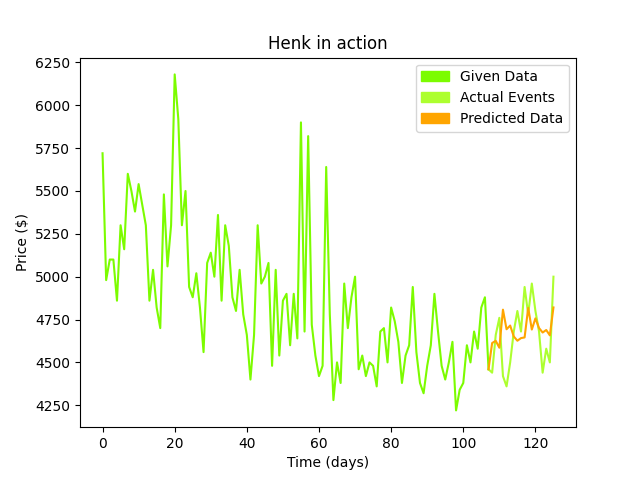 Henk in action
Given Data
Actual Events
Predicted Data
Price ($)
6250
6000
5750
5500
5250
5000
4750
4500
4250
0 20 40 60 80 100 120
Time (days)